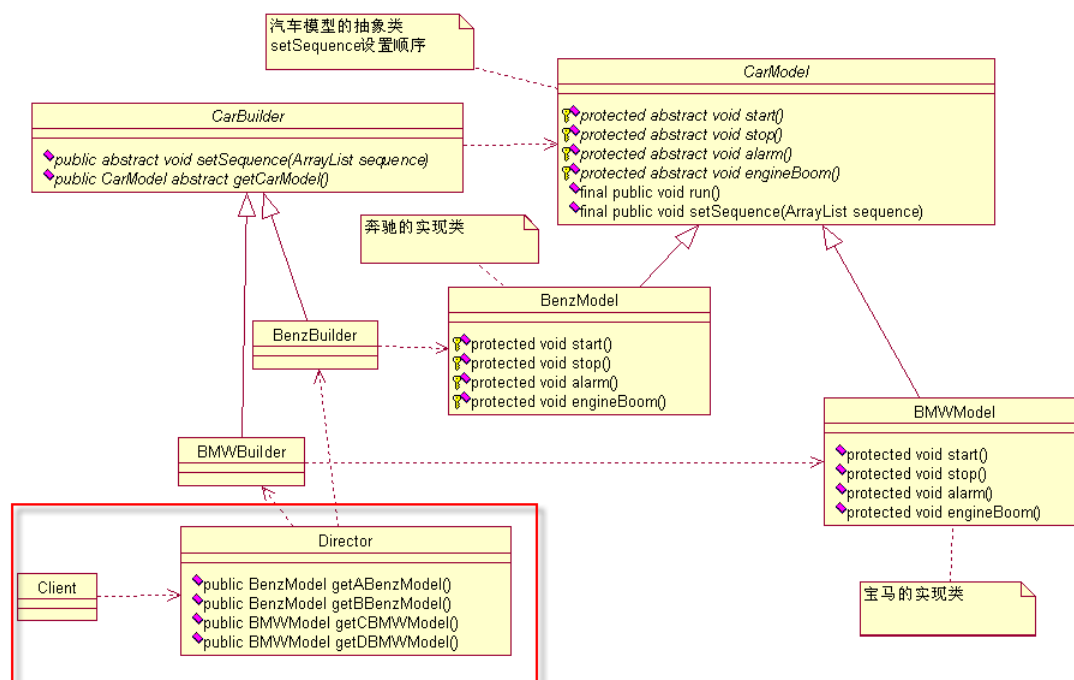 汽车模型的抽象类
setSequence设置顺序
CarModel
protected abstract void start()
protected abstract void stop()
protected abstract void alarm()
protected abstract void engineBoom()
final public void run()
final public void setSequence(ArrayList sequence)
CarBuilder
public abstract void setSequence(ArrayList sequence)
public CarModel abstract getCarModel()
奔驰的实现类
BenzModel
protected void start()
protected void stop()
protected void alarm()
protected void engineBoom()
BenzBuilder
BMWModel
protected void start()
protected void stop()
protected void alarm()
protected void engineBoom()
BMWBuilder
Director
public BenzModel getABenzModel()
public BenzModel getBBenzModel()
public BMWModel getCBMWModel()
public BMWModel getDBMWModel()
Client
宝马的实现类